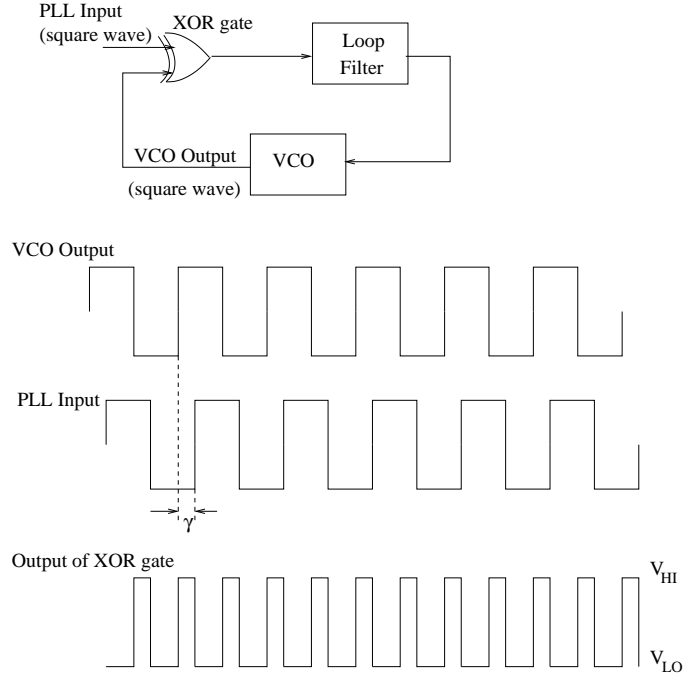 PLL Input
(square wave)
XOR gate
Loop
Filter
VCO Output
(square wave)
VCO
VCO Output
PLL Input
γ
Output of XOR gate
V_HI
V_LO